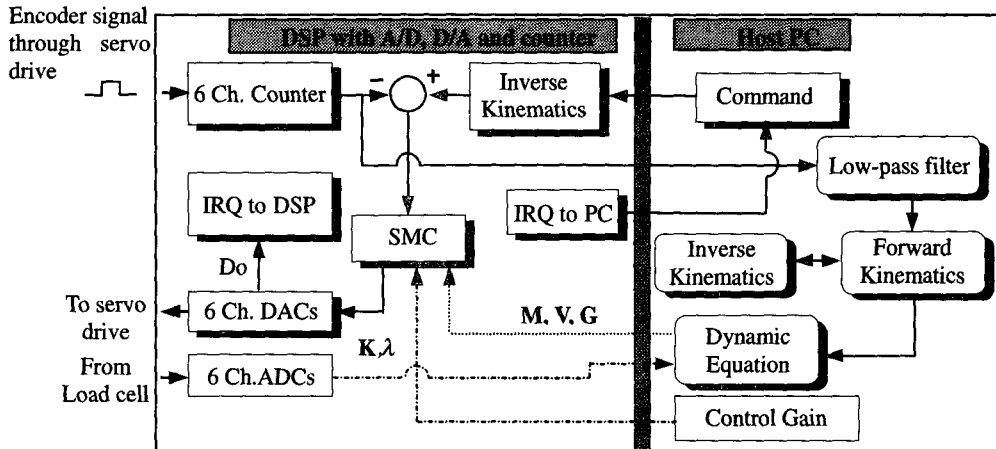 Encoder signal
through servo
drive
DSP with A/D, D/A and counter
Host PC
6 Ch. Counter
−
+
Inverse
Kinematics
Command
Low-pass filter
IRQ to DSP
SMC
IRQ to PC
Inverse
Kinematics
Forward
Kinematics
Do
To servo
drive
6 Ch. DACs
K,λ
M, V, G
Dynamic
Equation
From
Load cell
6 Ch.ADCs
Control Gain